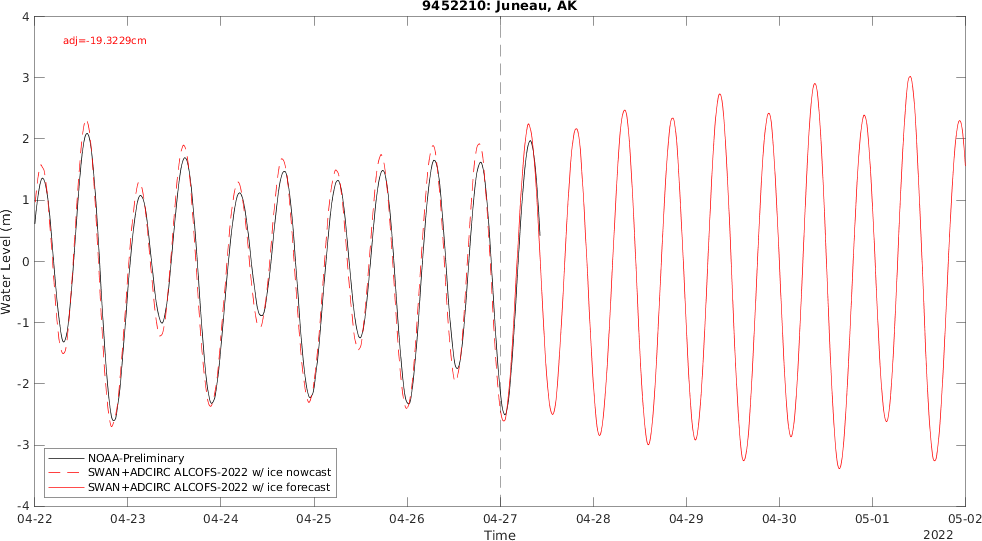 9452210: Juneau, AK
adj=-19.3229cm
4
3
2
1
0
-1
-2
-3
-4
Water Level (m)
NOAA-Preliminary
SWAN+ADCIRC ALCOFS-2022 w/ ice nowcast
SWAN+ADCIRC ALCOFS-2022 w/ ice forecast
04-22 04-23 04-24 04-25 04-26 04-27 04-28 04-29 04-30 05-01 05-02
Time
2022